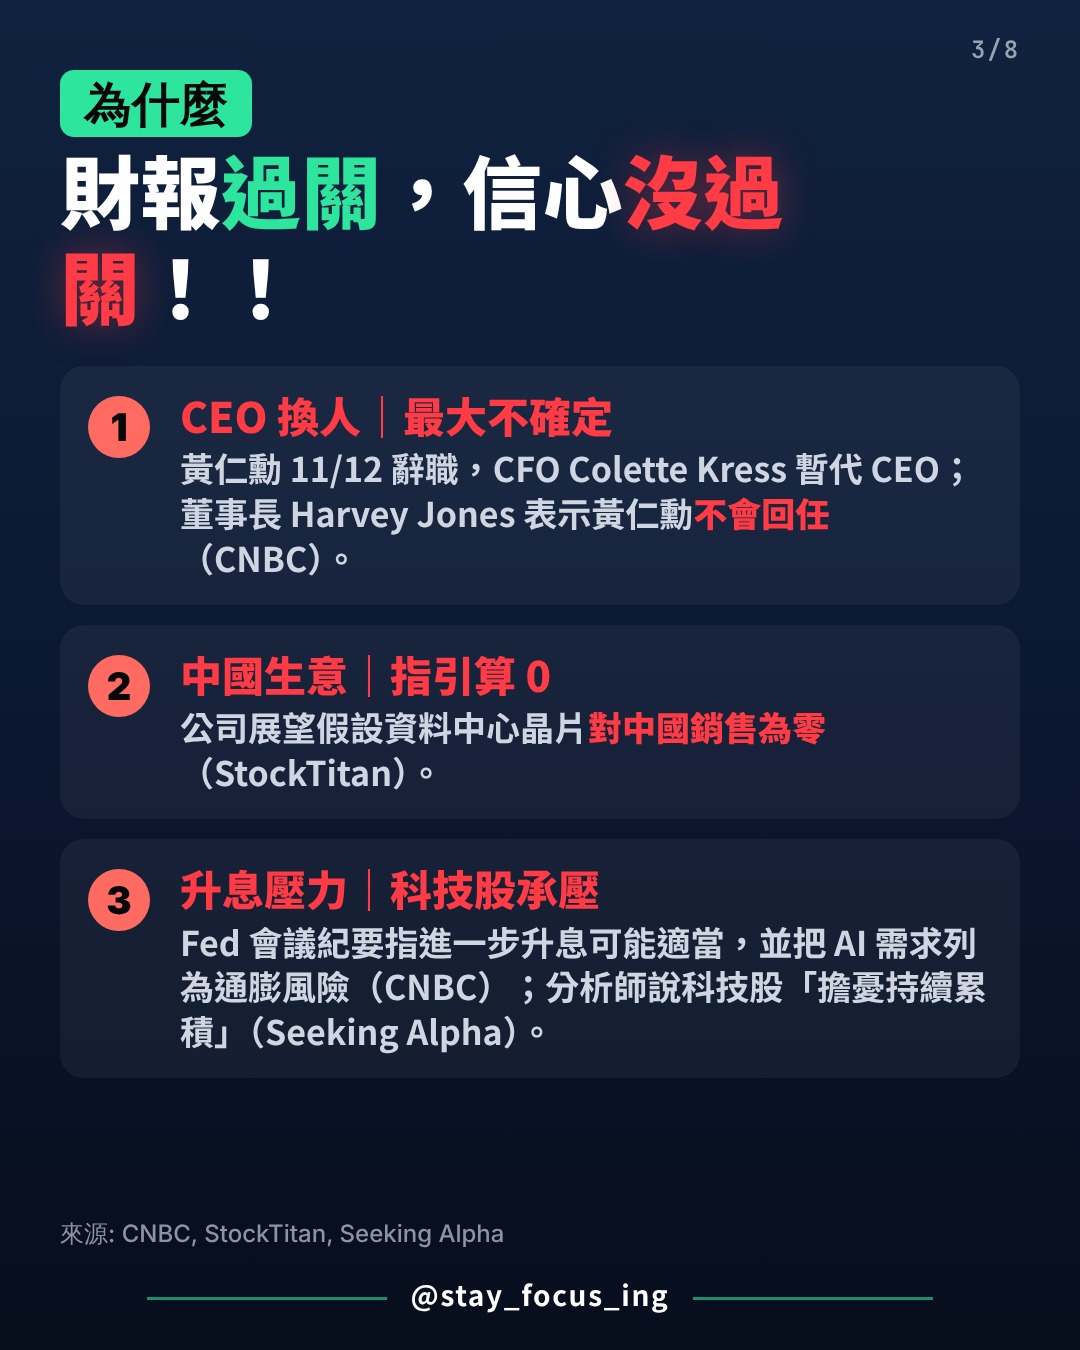 3/8
為什麼
財報過關，信心沒過
關！！
1
CEO 換人｜最大不確定
黃仁勳 11/12 辭職，CFO Colette Kress 暫代 CEO；
董事長 Harvey Jones 表示黃仁勳不會回任
（CNBC）。
2
中國生意｜指引算 0
公司展望假設資料中心晶片對中國銷售為零
（StockTitan）。
3
升息壓力｜科技股承壓
Fed 會議紀要指進一步升息可能適當，並把 AI 需求列
為通膨風險（CNBC）；分析師說科技股「擔憂持續累
積」（Seeking Alpha）。
來源: CNBC, StockTitan, Seeking Alpha
@stay_focus_ing